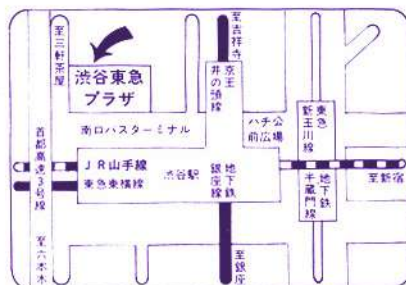 至三軒茶屋
渋谷東急
プラザ
至吉祥寺
京王
井の頭線
南口バスターミナル
ハチ公
前広場
東急
新玉川線
首都高速3号線
JR山手線
東急東横線
渋谷駅
地下鉄
銀座線
地下鉄
半蔵門線
至新宿
至六本木
至銀座